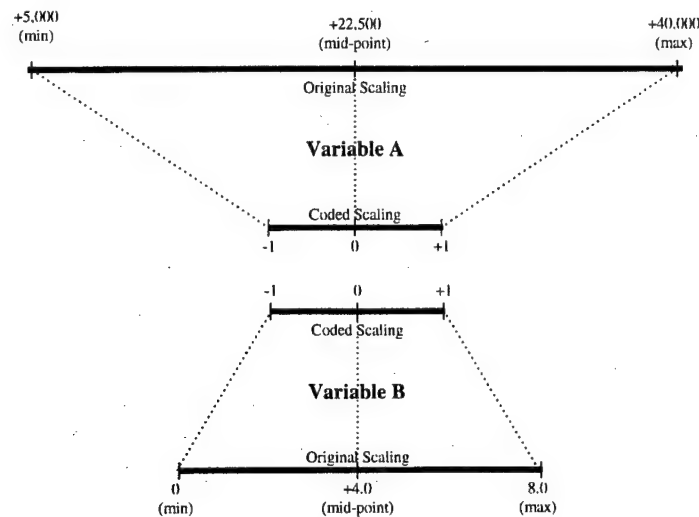 +5,000
(min)
+22,500
(mid-point)
+40,000
(max)
Original Scaling
Variable A
Coded Scaling
-1 0 +1
-1 0 +1
Coded Scaling
Variable B
Original Scaling
0
(min)
+4.0
(mid-point)
8.0
(max)